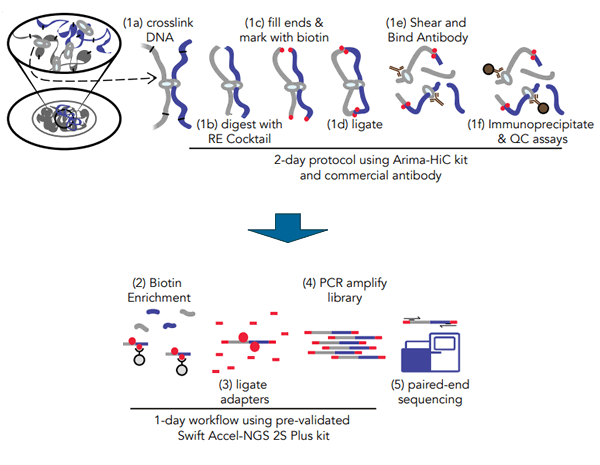 (1a) crosslink
DNA
(1c) fill ends &
mark with biotin
(1e) Shear and
Bind Antibody
(1b) digest with
RE Cocktail
(1d) ligate
(1f) Immunoprecipitate
& QC assays
2-day protocol using Arima-HiC kit
and commercial antibody
(2) Biotin
Enrichment
(4) PCR amplify
library
(3) ligate
adapters
(5) paired-end
sequencing
1-day workflow using pre-validated
Swift Accel-NGS 2S Plus kit